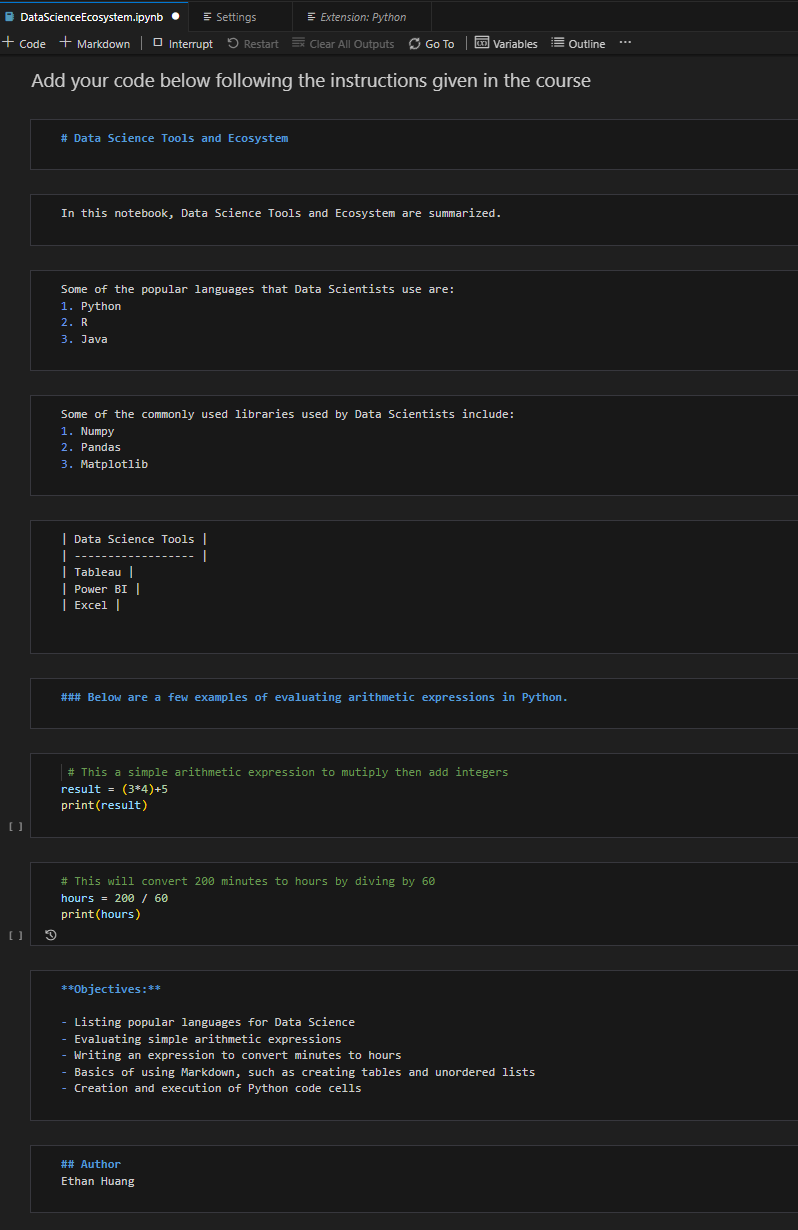 DataScienceEcosystem.ipynb ● Settings Extension: Python
+ Code + Markdown | Interrupt Restart Clear All Outputs Go To | Variables Outline ...
Add your code below following the instructions given in the course
# Data Science Tools and Ecosystem
In this notebook, Data Science Tools and Ecosystem are summarized.
Some of the popular languages that Data Scientists use are:
1. Python
2. R
3. Java
Some of the commonly used libraries used by Data Scientists include:
1. Numpy
2. Pandas
3. Matplotlib
| Data Science Tools |
| ------------------ |
| Tableau |
| Power BI |
| Excel |
### Below are a few examples of evaluating arithmetic expressions in Python.
# This a simple arithmetic expression to mutiply then add integers
result = (3*4)+5
print(result)
[ ]
# This will convert 200 minutes to hours by diving by 60
hours = 200 / 60
print(hours)
[ ]
**Objectives:**
- Listing popular languages for Data Science
- Evaluating simple arithmetic expressions
- Writing an expression to convert minutes to hours
- Basics of using Markdown, such as creating tables and unordered lists
- Creation and execution of Python code cells
## Author
Ethan Huang